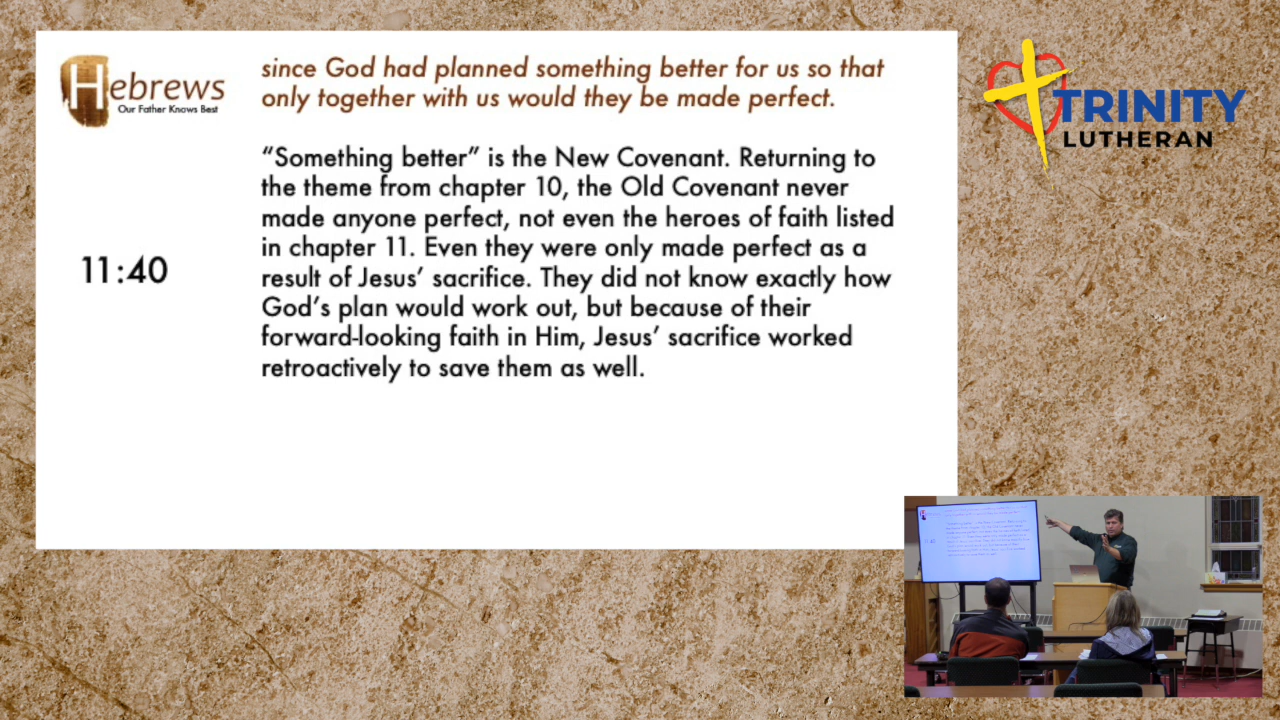 Hebrews
Our Father Knows Best
since God had planned something better for us so that
only together with us would they be made perfect.
11:40
“Something better” is the New Covenant. Returning to
the theme from chapter 10, the Old Covenant never
made anyone perfect, not even the heroes of faith listed
in chapter 11. Even they were only made perfect as a
result of Jesus’ sacrifice. They did not know exactly how
God’s plan would work out, but because of their
forward-looking faith in Him, Jesus’ sacrifice worked
retroactively to save them as well.
TRINITY
LUTHERAN